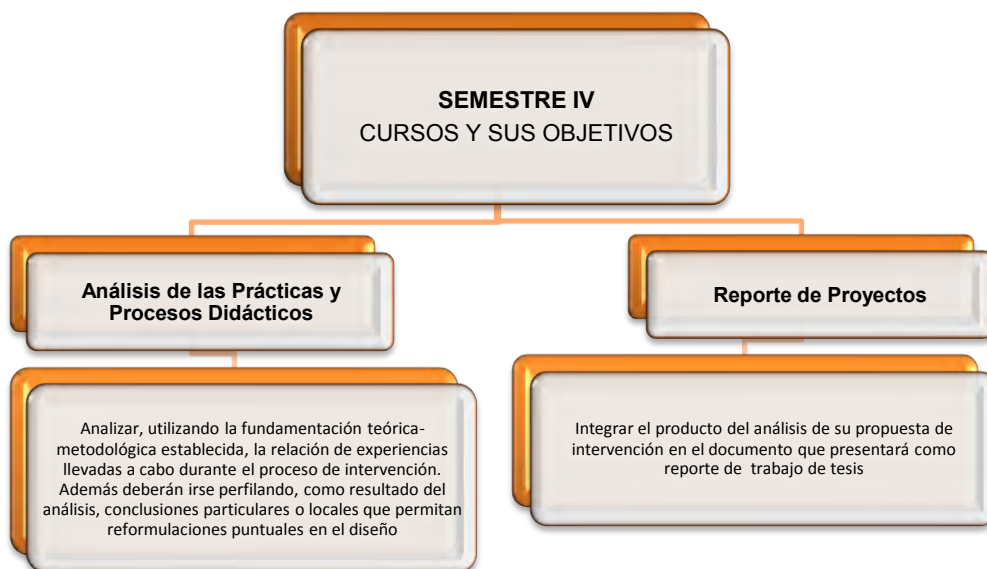 SEMESTRE IV
CURSOS Y SUS OBJETIVOS
Análisis de las Prácticas y
Procesos Didácticos
Analizar, utilizando la fundamentación teórica-
metodológica establecida, la relación de experiencias
llevadas a cabo durante el proceso de intervención.
Además deberán irse perfilando, como resultado del
análisis, conclusiones particulares o locales que permitan
reformulaciones puntuales en el diseño
Reporte de Proyectos
Integrar el producto del análisis de su propuesta de
intervención en el documento que presentará como
reporte de trabajo de tesis